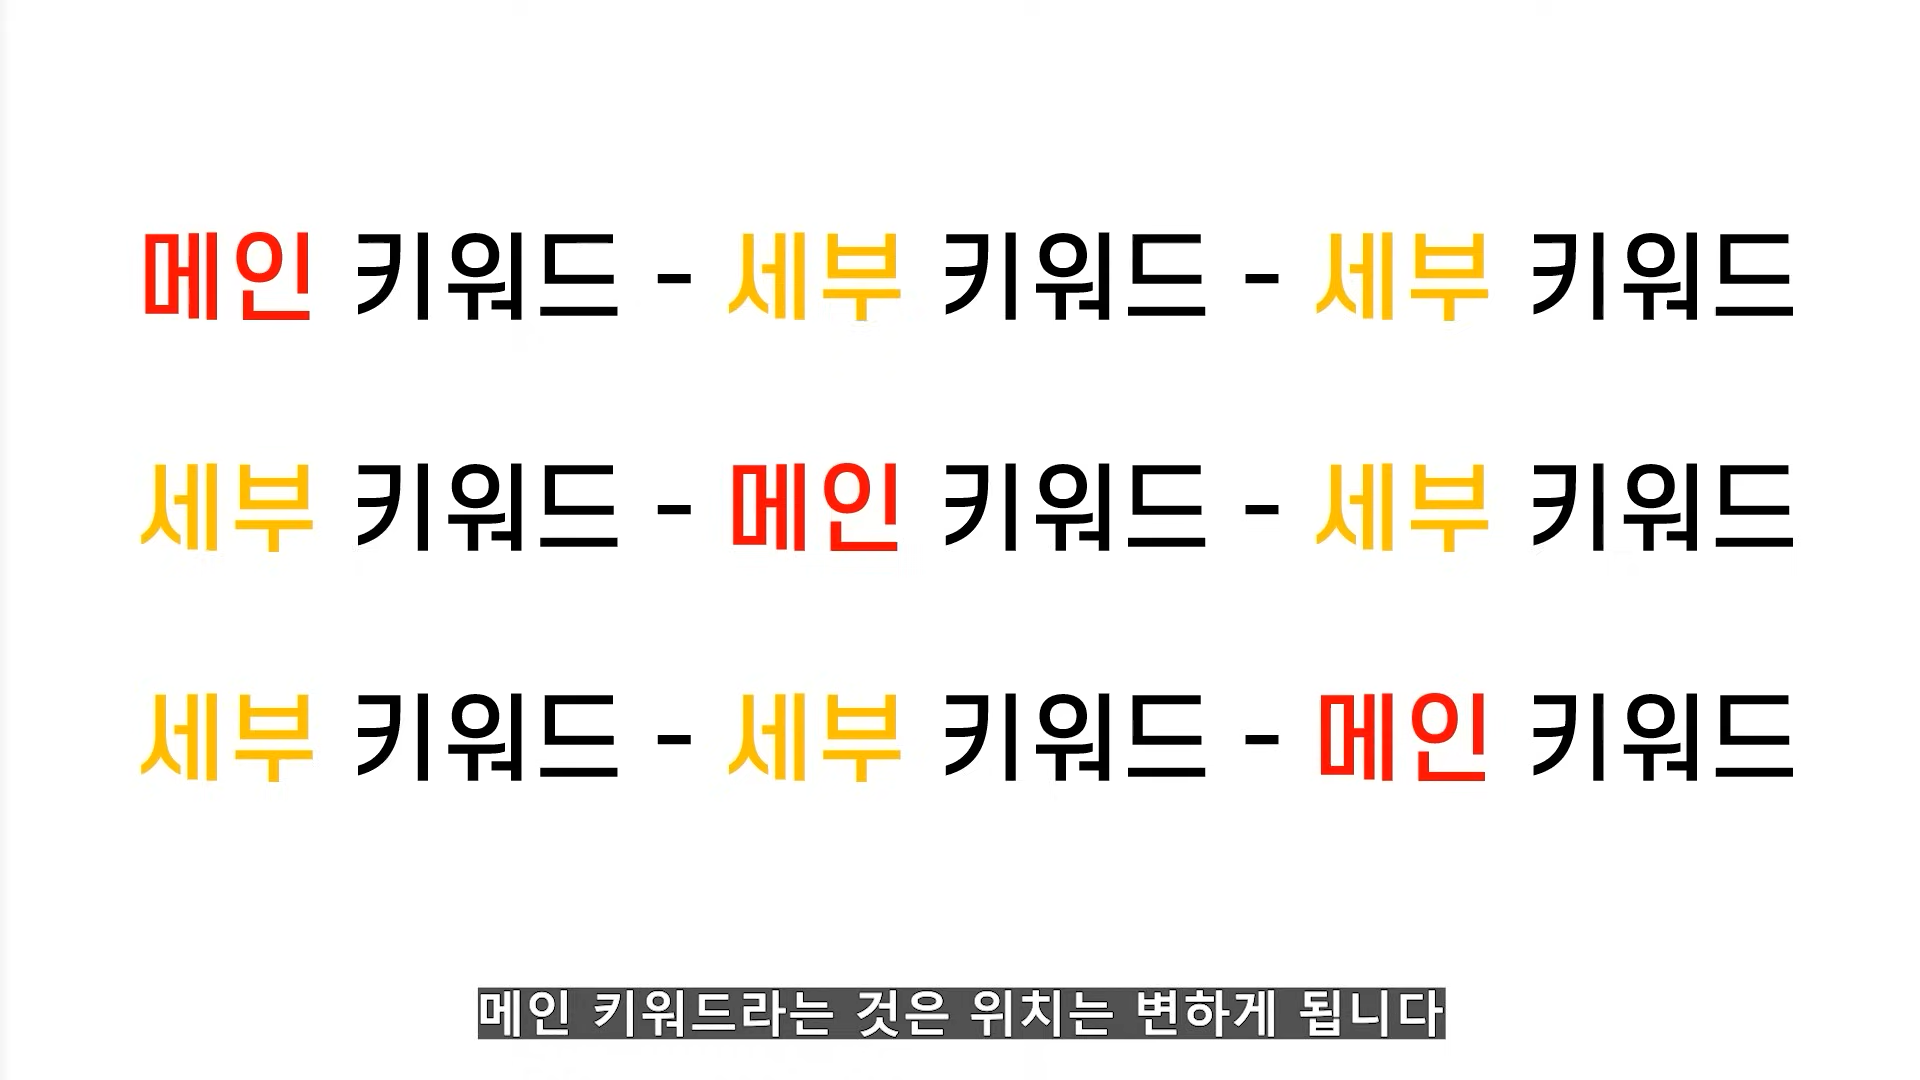 메인 키워드 - 세부 키워드 - 세부 키워드
세부 키워드 - 메인 키워드 - 세부 키워드
세부 키워드 - 세부 키워드 - 메인 키워드
메인 키워드라는 것은 위치는 변하게 됩니다